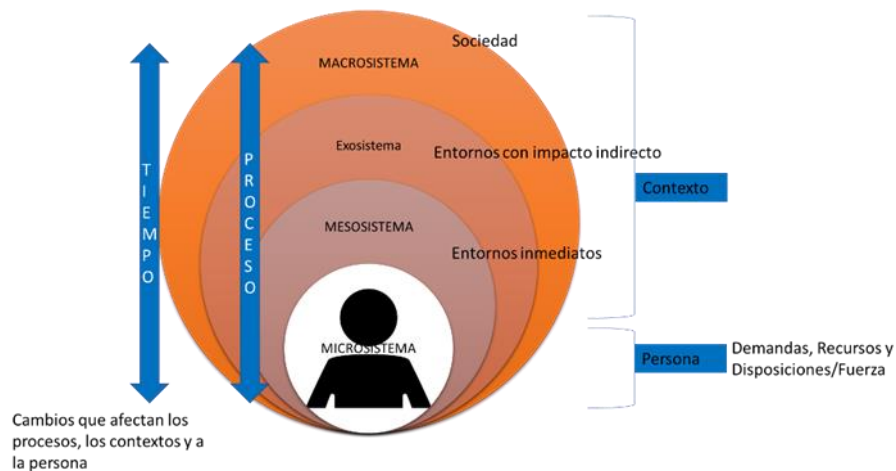 Sociedad
MACROSISTEMA
Exosistema
Entornos con impacto indirecto
MESOSISTEMA
Entornos inmediatos
MICROSISTEMA
TIEMPO
PROCESO
Contexto
Persona
Demandas, Recursos y
Disposiciones/Fuerza
Cambios que afectan los
procesos, los contextos y a
la persona